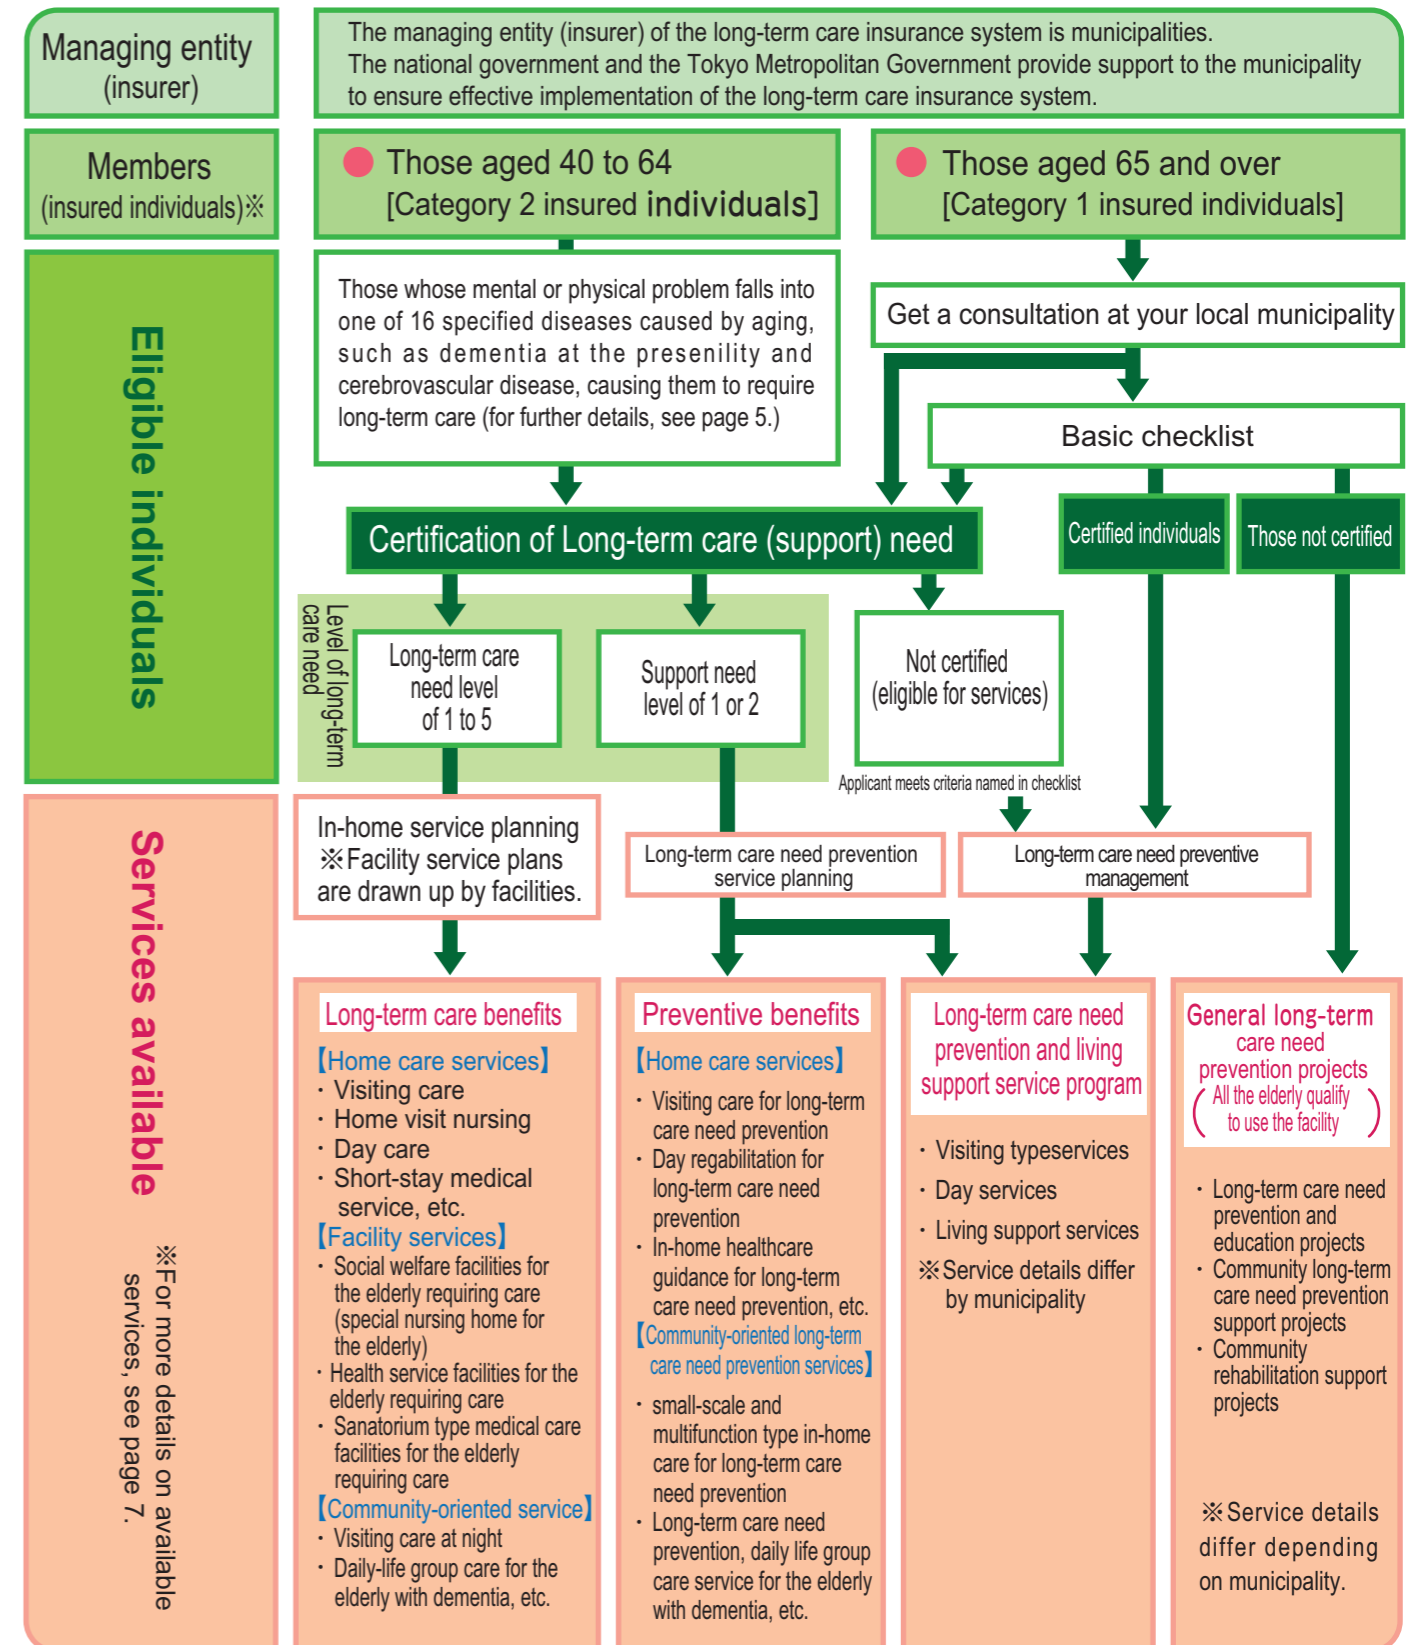 Managing entity
(insurer)
The managing entity (insurer) of the long-term care insurance system is municipalities.
The national government and the Tokyo Metropolitan Government provide support to the municipality
to ensure effective implementation of the long-term care insurance system.
Members
(insured individuals)※
Those aged 40 to 64
[Category 2 insured individuals]
Those aged 65 and over
[Category 1 insured individuals]
Eligible individuals
Those whose mental or physical problem falls into
one of 16 specified diseases caused by aging,
such as dementia at the presenility and
cerebrovascular disease, causing them to require
long-term care (for further details, see page 5.)
Get a consultation at your local municipality
Basic checklist
Certification of Long-term care (support) need
Certified individuals
Those not certified
Level of long-term
care need
Long-term care
need level
of 1 to 5
Support need
level of 1 or 2
Not certified
(eligible for services)
Applicant meets criteria named in checklist
Services available
※For more details on available
services, see page 7.
In-home service planning
※Facility service plans
are drawn up by facilities.
Long-term care need prevention
service planning
Long-term care need preventive
management
Long-term care benefits
【Home care services】
・Visiting care
・Home visit nursing
・Day care
・Short-stay medical
service, etc.
【Facility services】
・Social welfare facilities for
the elderly requiring care
(special nursing home for
the elderly)
・Health service facilities for the
elderly requiring care
・Sanatorium type medical care
facilities for the elderly
requiring care
【Community-oriented service】
・Visiting care at night
・Daily-life group care for the
elderly with dementia, etc.
Preventive benefits
【Home care services】
・Visiting care for long-term
care need prevention
・Day regabilitation for
long-term care need
prevention
・In-home healthcare
guidance for long-term
care need prevention, etc.
【Community-oriented long-term
care need prevention services】
・small-scale and
multifunction type in-home
care for long-term care
need prevention
・Long-term care need
prevention, daily life group
care service for the elderly
with dementia, etc.
Long-term care need
prevention and living
support service program
・Visiting typeservices
・Day services
・Living support services
※Service details differ
by municipality
General long-term
care need
prevention projects
(All the elderly qualify
to use the facility)
・Long-term care need
prevention and
education projects
・Community long-term
care need prevention
support projects
・Community
rehabilitation support
projects
※Service details
differ depending
on municipality.